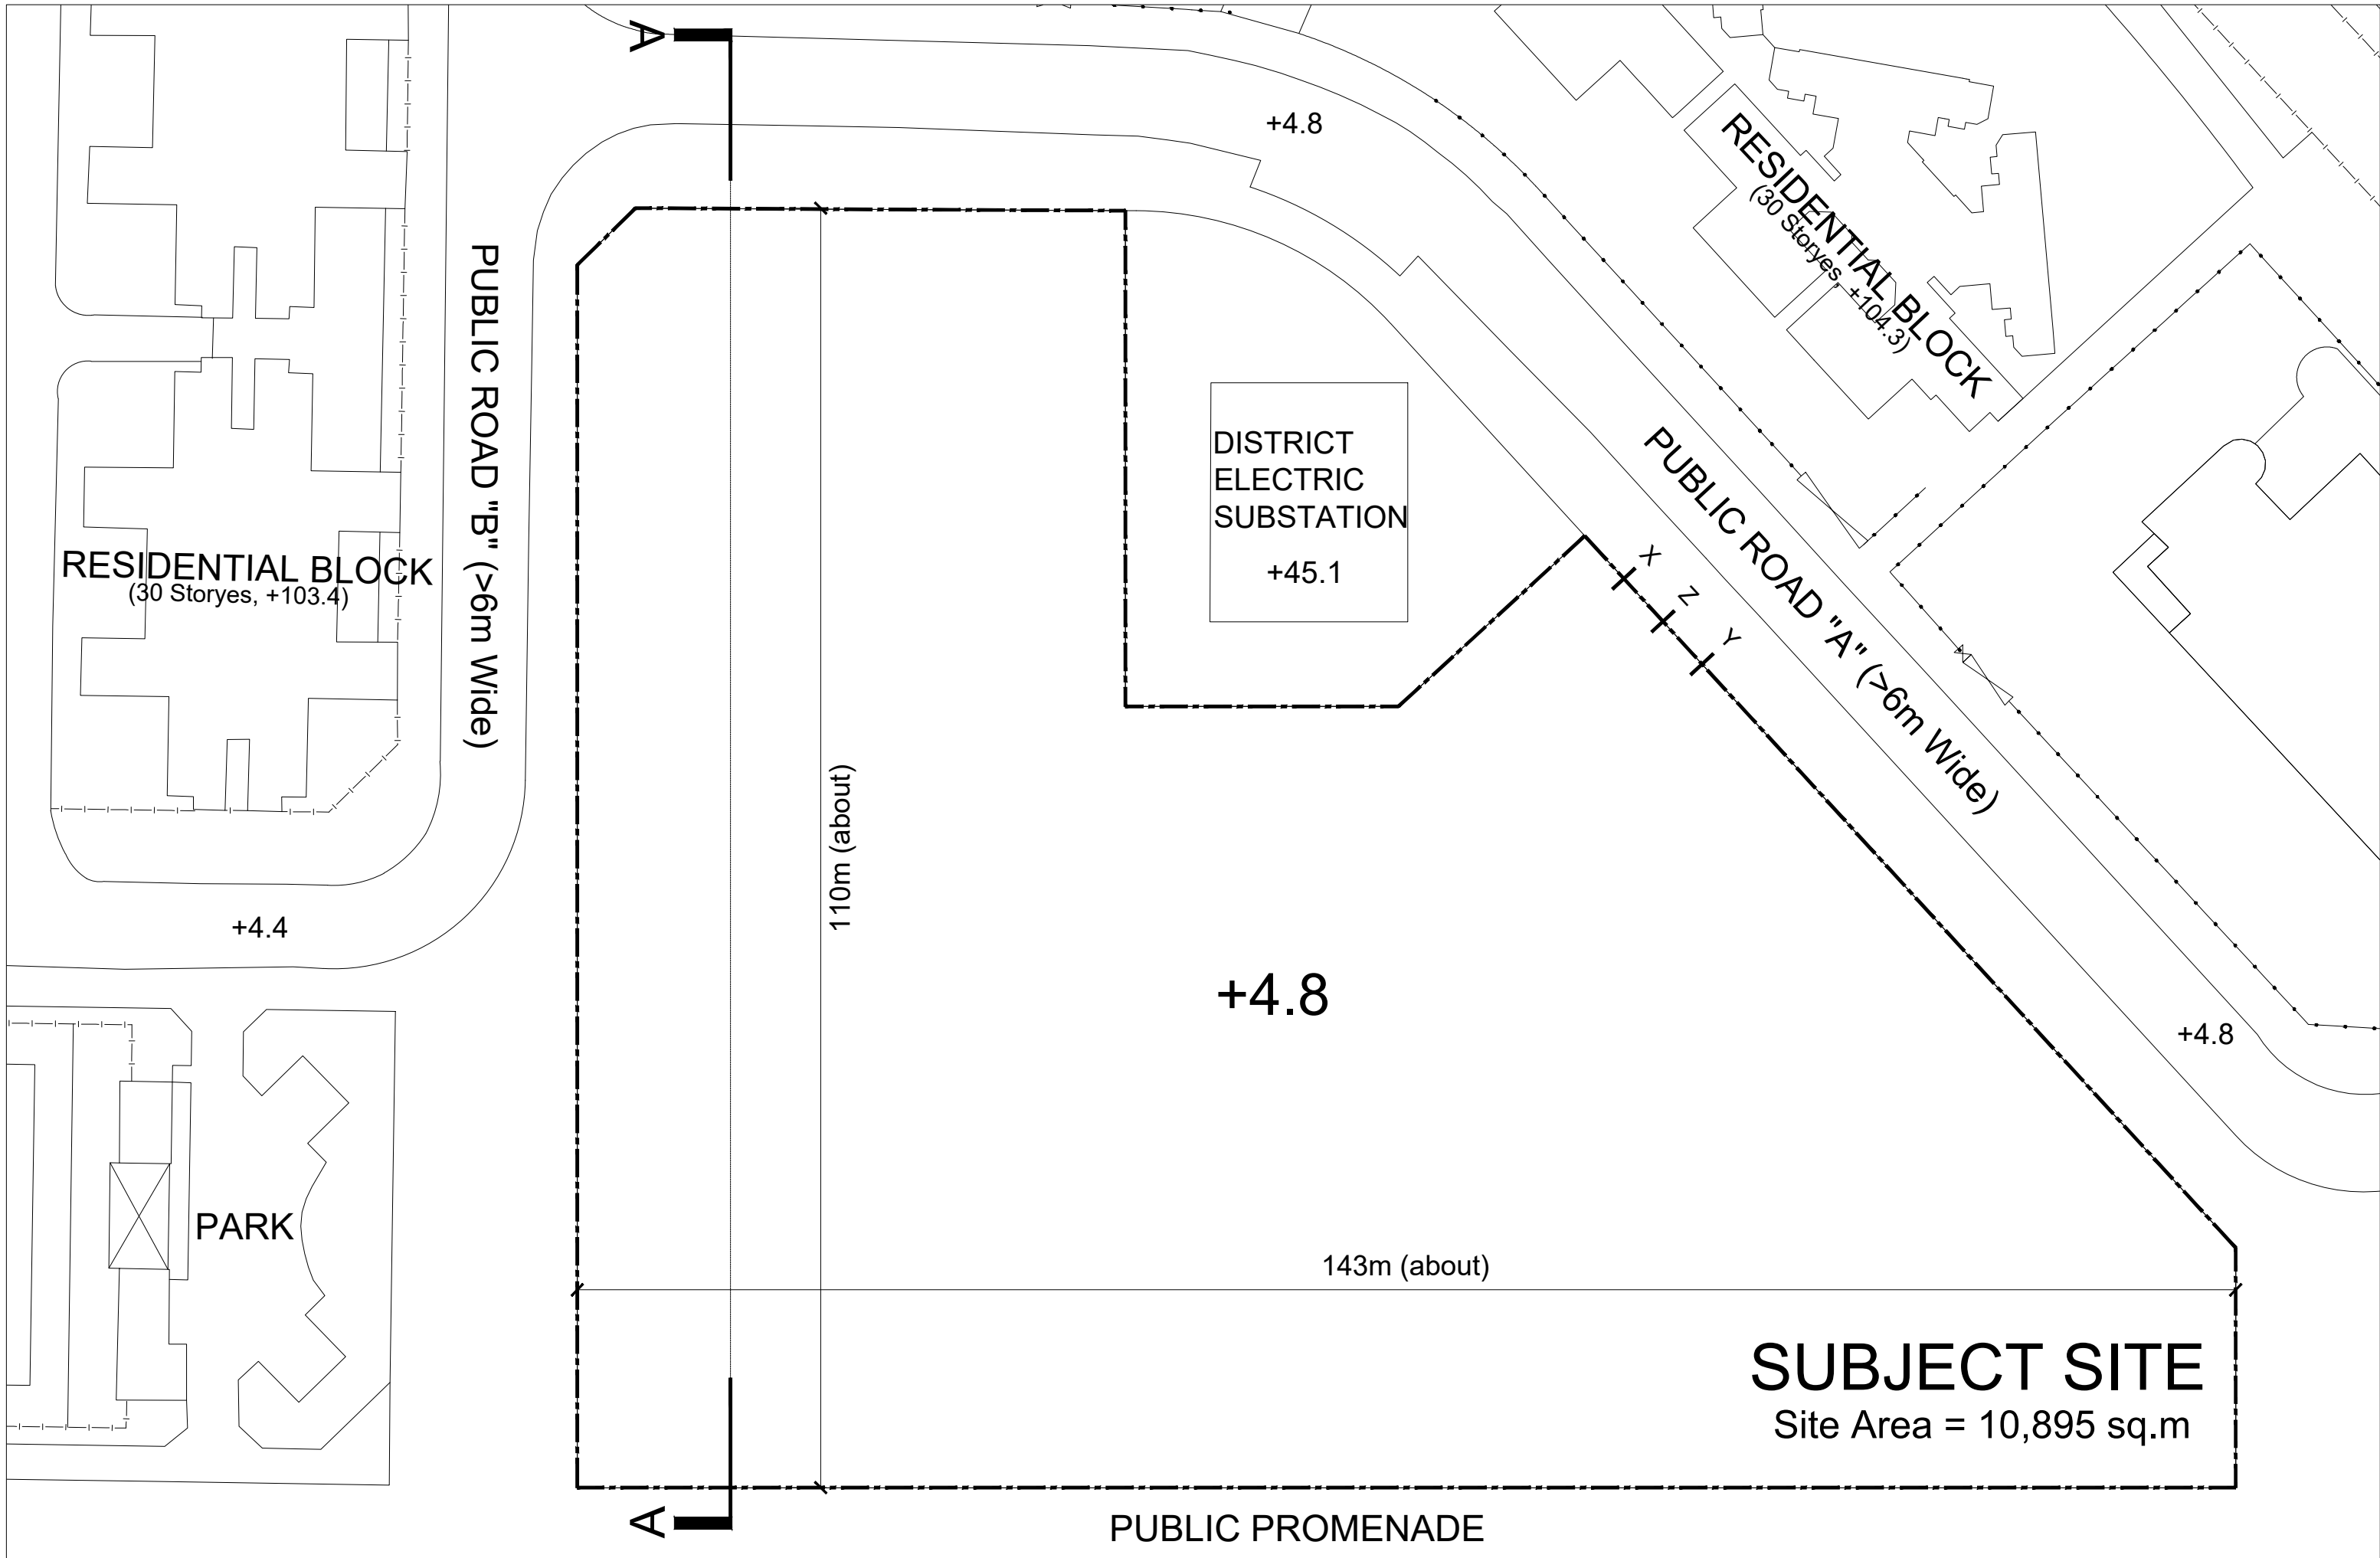 A
+4.8
RESIDENTIAL BLOCK
(30 Storyes, +104.3)
PUBLIC ROAD "B" (>6m Wide)
DISTRICT
ELECTRIC
SUBSTATION
+45.1
RESIDENTIAL BLOCK
(30 Storyes, +103.4)
X
Z
Y
PUBLIC ROAD "A" (>6m Wide)
110m (about)
+4.4
+4.8
+4.8
PARK
143m (about)
SUBJECT SITE
Site Area = 10,895 sq.m
A
PUBLIC PROMENADE